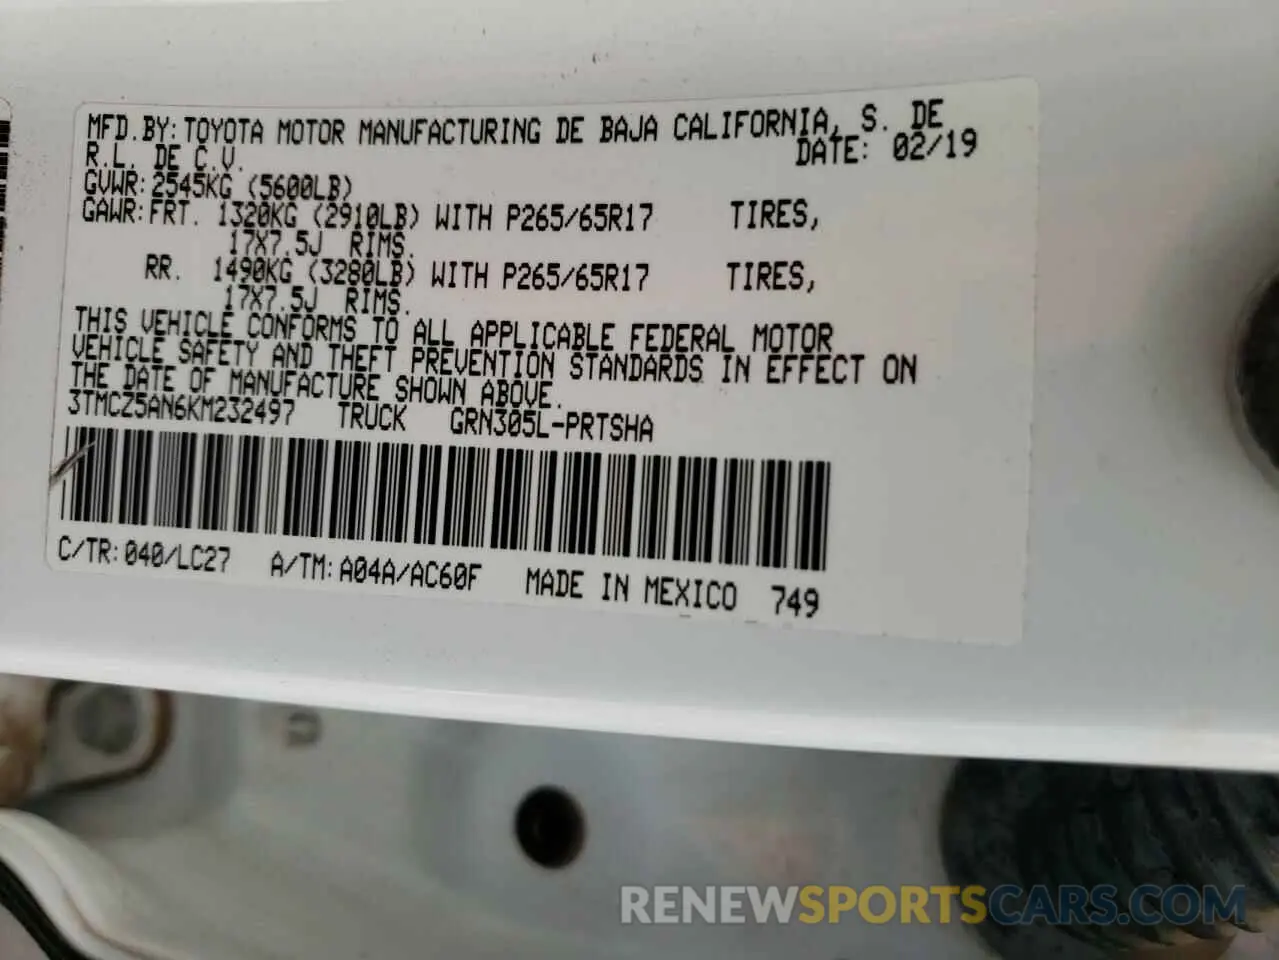 MFD.BY:TOYOTA MOTOR MANUFACTURING DE BAJA CALIFORNIA, S. DE
R.L. DE C.V. DATE: 02/19
GVWR:2545KG (5600LB)
GAWR:FRT. 1320KG (2910LB) WITH P265/65R17 TIRES,
17X7.5J RIMS.
RR. 1490KG (3280LB) WITH P265/65R17 TIRES,
17X7.5J RIMS.
THIS VEHICLE CONFORMS TO ALL APPLICABLE FEDERAL MOTOR
VEHICLE SAFETY AND THEFT PREVENTION STANDARDS IN EFFECT ON
THE DATE OF MANUFACTURE SHOWN ABOVE.
3TMCZ5AN6KM232497 TRUCK GRN305L-PRTSHA
C/TR:040/LC27 A/TM:A04A/AC60F MADE IN MEXICO 749
RENEWSPORTSCARS.COM